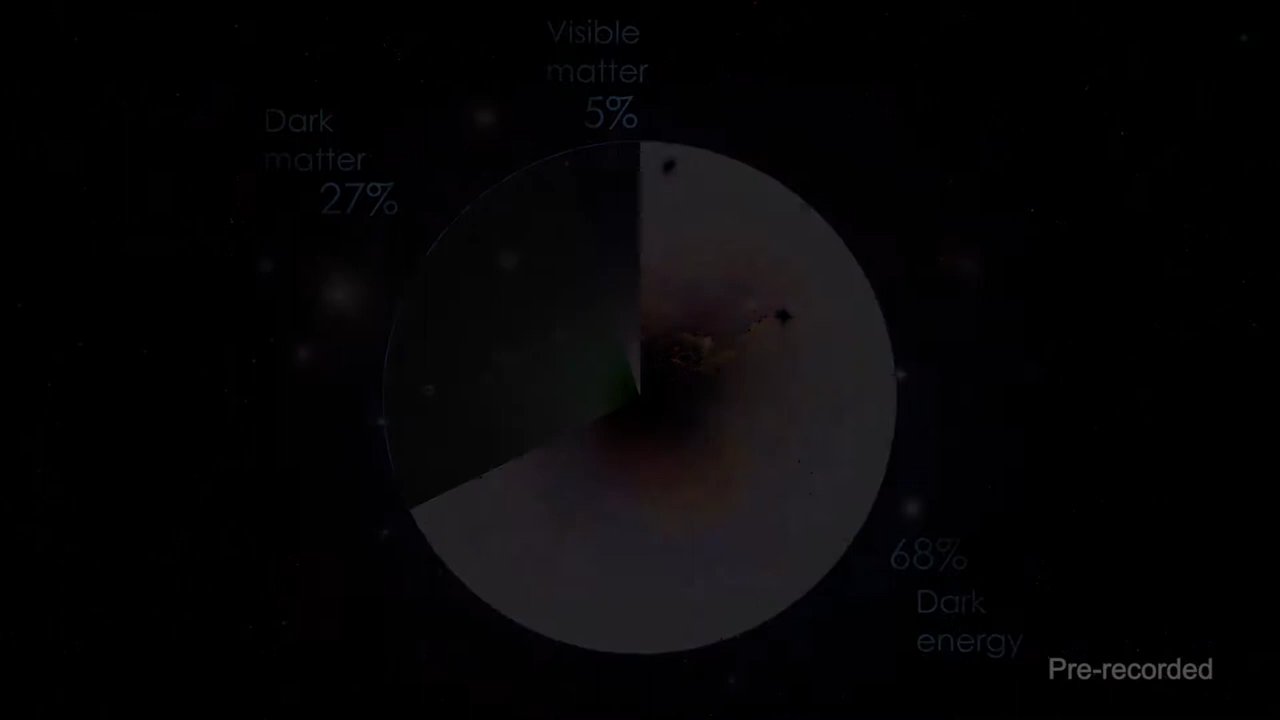 Visible
matter
5%
Dark
matter
27%
68%
Dark
energy
Pre-recorded